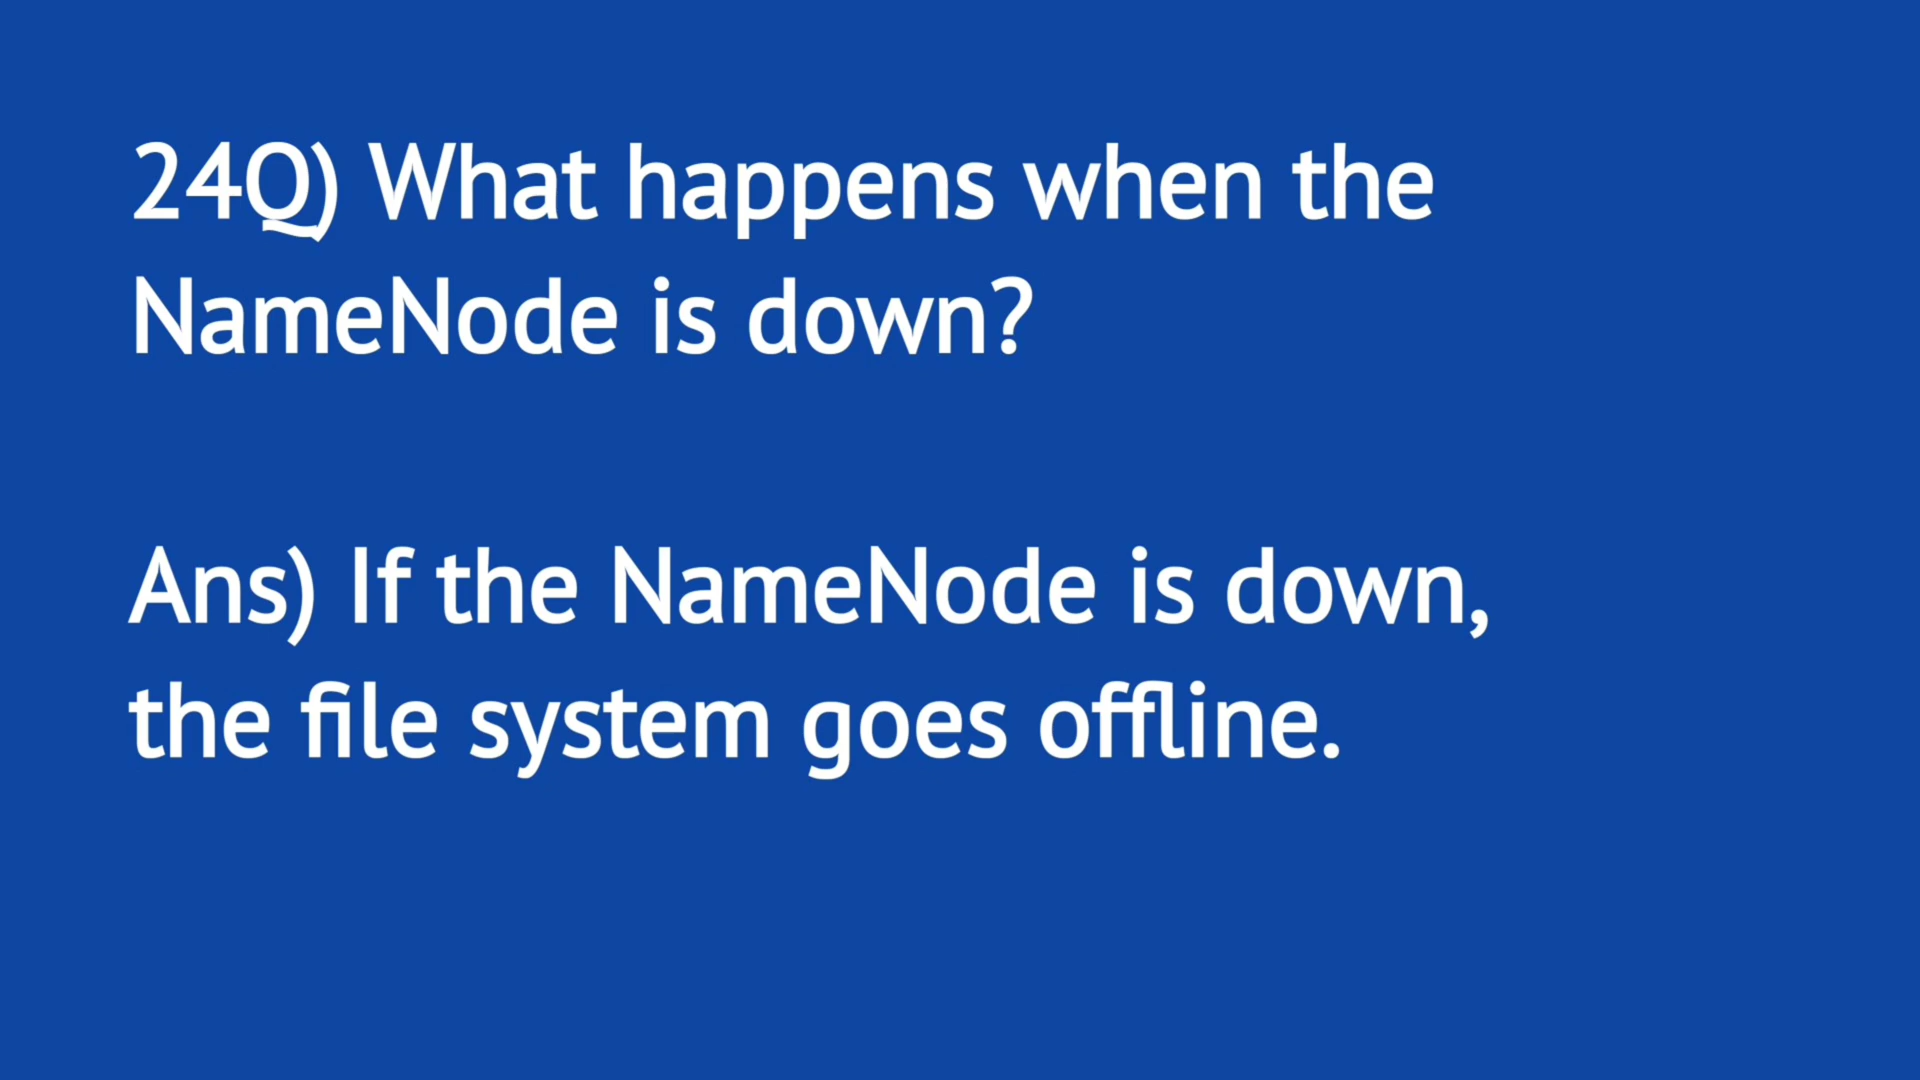 24Q) What happens when the
NameNode is down?
Ans) If the NameNode is down,
the file system goes offline.